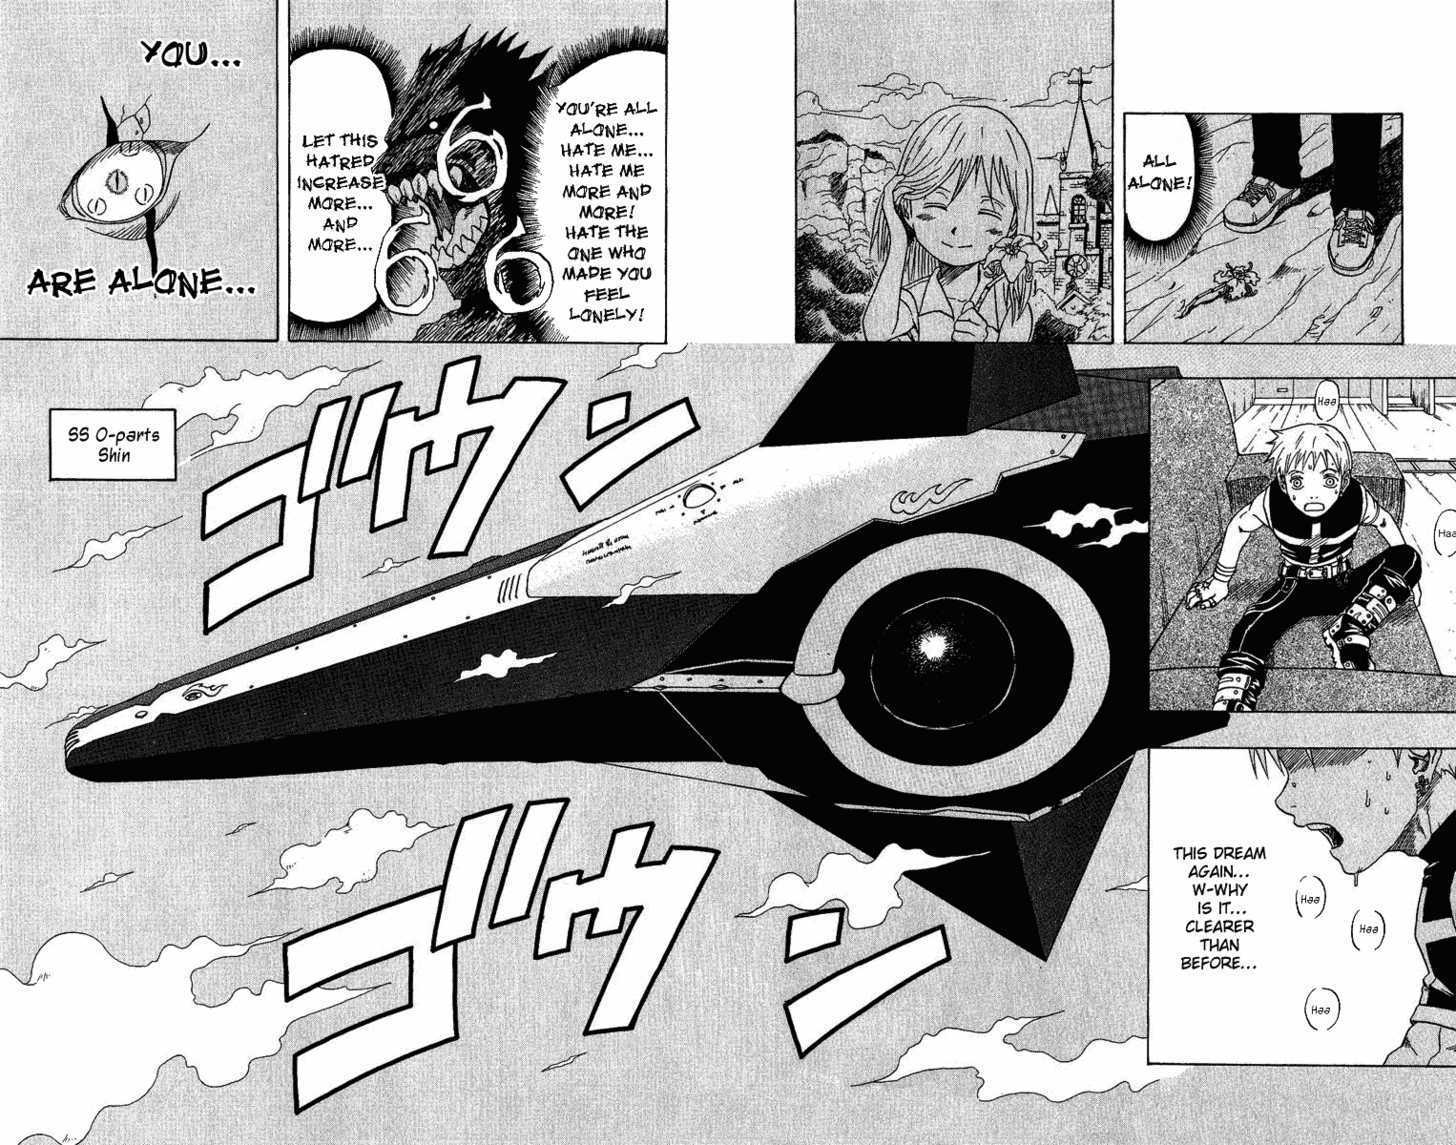 ALL
ALONE!
YOU'RE ALL
ALONE...
HATE ME...
HATE ME
MORE AND
MORE!
HATE THE
ONE WHO
MADE YOU
FEEL
LONELY!
666
LET THIS
HATRED
INCREASE
MORE...
AND
MORE...
YOU...
ARE ALONE...
Haa
Haa
THIS DREAM
AGAIN...
W-WHY
IS IT...
CLEARER
THAN
BEFORE...
Haa
Haa
Haa
SS O-parts
Shin
ゴウン
ゴウン